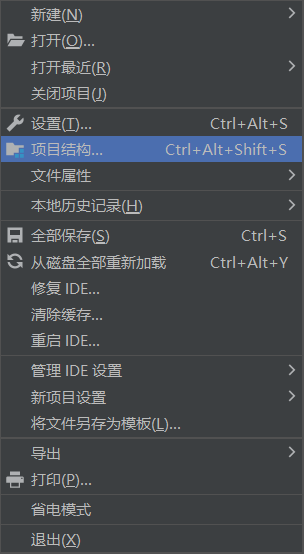 新建(N)
打开(O)...
打开最近(R)
关闭项目(J)
设置(T)... Ctrl+Alt+S
项目结构... Ctrl+Alt+Shift+S
文件属性
本地历史记录(H)
全部保存(S) Ctrl+S
从磁盘全部重新加载 Ctrl+Alt+Y
修复 IDE...
清除缓存...
重启 IDE...
管理 IDE 设置
新项目设置
将文件另存为模板(L)...
导出
打印(P)...
省电模式
退出(X)